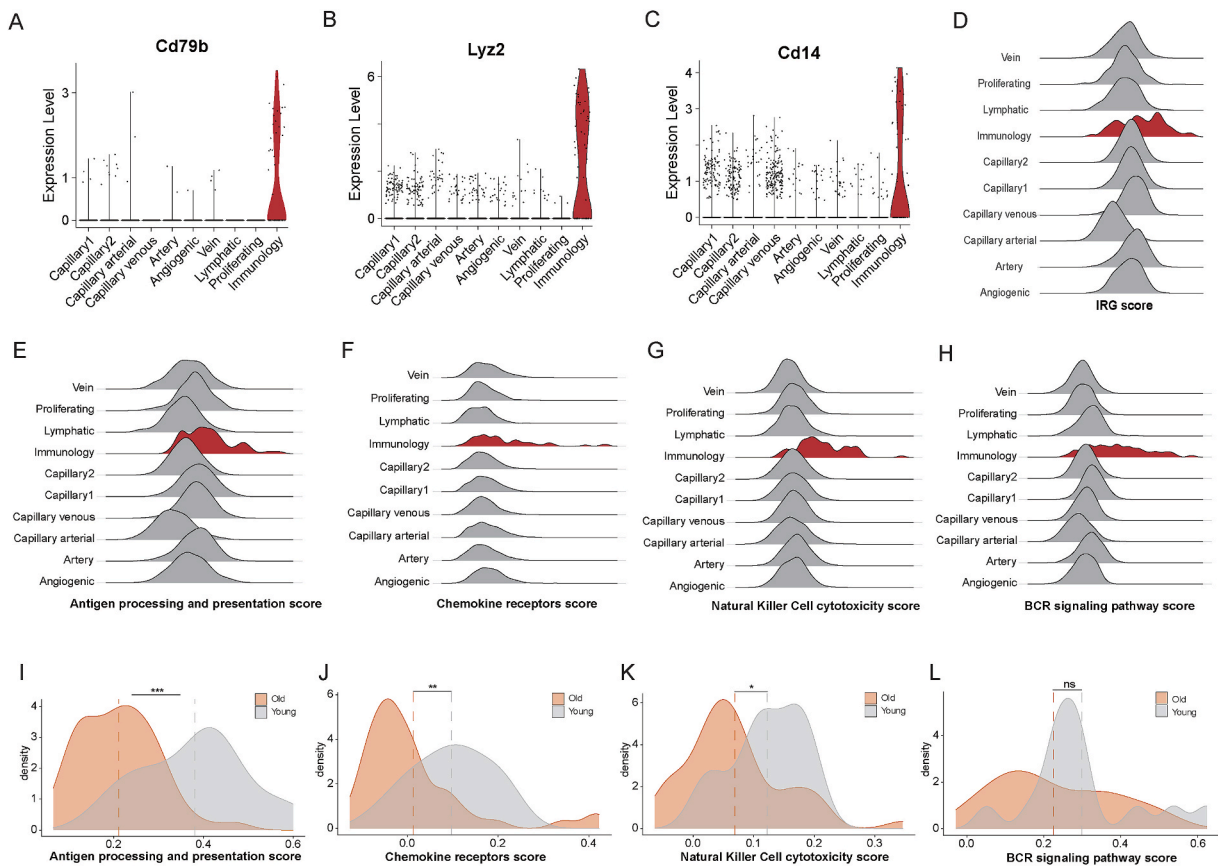 A
Cd79b
Expression Level
3
1
0
Capillary1
Capillary2
Capillary arterial
Capillary venous
Artery
Angiogenic
Vein
Lymphatic
Proliferating
Immunology
B
Lyz2
Expression Level
6
3
0
Capillary1
Capillary2
Capillary arterial
Capillary venous
Artery
Angiogenic
Vein
Lymphatic
Proliferating
Immunology
C
Cd14
Expression Level
4
3
1
0
Capillary1
Capillary2
Capillary arterial
Capillary venous
Artery
Angiogenic
Vein
Lymphatic
Proliferating
Immunology
D
Vein
Proliferating
Lymphatic
Immunology
Capillary2
Capillary1
Capillary venous
Capillary arterial
Artery
Angiogenic
IRG score
E
Vein
Proliferating
Lymphatic
Immunology
Capillary2
Capillary1
Capillary venous
Capillary arterial
Artery
Angiogenic
Antigen processing and presentation score
F
Vein
Proliferating
Lymphatic
Immunology
Capillary2
Capillary1
Capillary venous
Capillary arterial
Artery
Angiogenic
Chemokine receptors score
G
Vein
Proliferating
Lymphatic
Immunology
Capillary2
Capillary1
Capillary venous
Capillary arterial
Artery
Angiogenic
Natural Killer Cell cytotoxicity score
H
Vein
Proliferating
Lymphatic
Immunology
Capillary2
Capillary1
Capillary venous
Capillary arterial
Artery
Angiogenic
BCR signaling pathway score
I
***
Old
Young
density
4
3
2
1
0
0.2
0.4
0.6
Antigen processing and presentation score
J
**
Old
Young
density
6
4
2
0
0.0
0.2
0.4
Chemokine receptors score
K
*
Old
Young
density
6
4
2
0
0.0
0.1
0.2
0.3
Natural Killer Cell cytotoxicity score
L
ns
Old
Young
density
4
2
0
0.0
0.2
0.4
0.6
BCR signaling pathway score